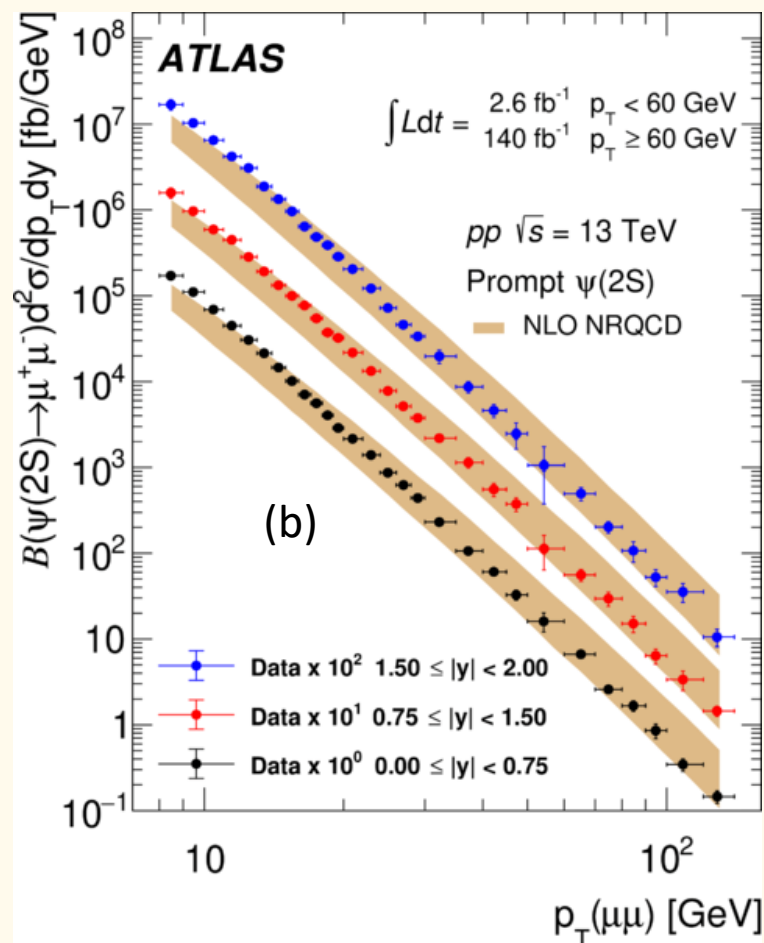 B(ψ(2S)→μ⁺μ⁻)d²σ/dp_T dy [fb/GeV]
10⁸
10⁷
10⁶
10⁵
10⁴
10³
10²
10
1
10⁻¹
ATLAS
∫Ldt = 2.6 fb⁻¹ p_T < 60 GeV
140 fb⁻¹ p_T ≥ 60 GeV
pp √s = 13 TeV
Prompt ψ(2S)
NLO NRQCD
(b)
Data x 10² 1.50 ≤ |y| < 2.00
Data x 10¹ 0.75 ≤ |y| < 1.50
Data x 10⁰ 0.00 ≤ |y| < 0.75
10
10²
p_T(μμ) [GeV]